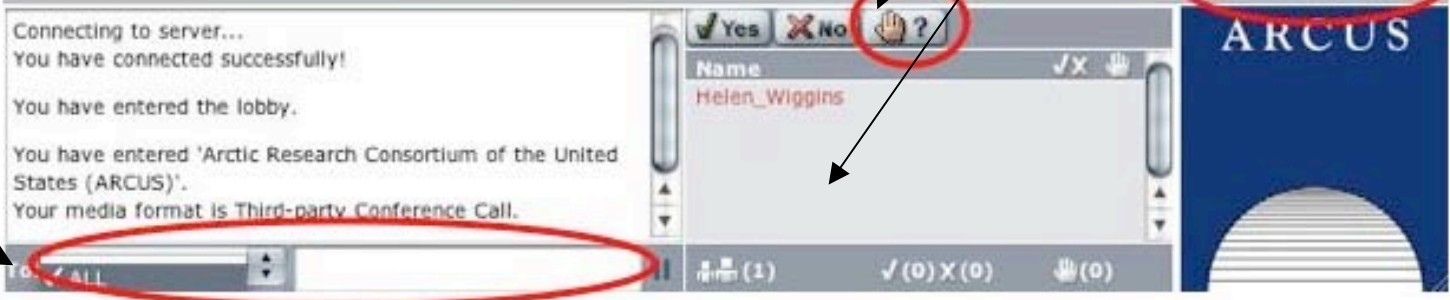 Connecting to server...
You have connected successfully!
You have entered the lobby.
You have entered 'Arctic Research Consortium of the United
States (ARCUS)'.
Your media format is Third-party Conference Call.
To: ✓ ALL
✓ Yes ✗ No ?
Name ✓X
Helen_Wiggins
(1) ✓(0) X(0) (0)
ARCUS